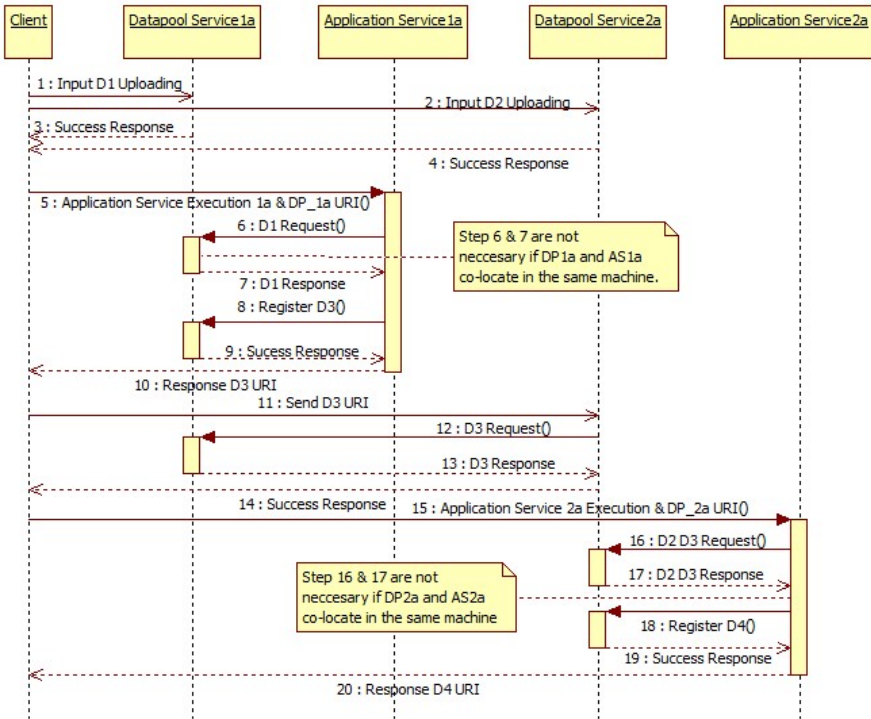 Client
Datapool Service1a
Application Service1a
Datapool Service2a
Application Service2a
1 : Input D1 Uploading
2 : Input D2 Uploading
3 : Success Response
4 : Success Response
5 : Application Service Execution 1a & DP_1a URI()
6 : D1 Request()
Step 6 & 7 are not
neccesary if DP1a and AS1a
co-locate in the same machine.
7 : D1 Response
8 : Register D3()
9 : Sucess Response
10 : Response D3 URI
11 : Send D3 URI
12 : D3 Request()
13 : D3 Response
14 : Success Response
15 : Application Service 2a Execution & DP_2a URI()
16 : D2 D3 Request()
Step 16 & 17 are not
neccesary if DP2a and AS2a
co-locate in the same machine
17 : D2 D3 Response
18 : Register D4()
19 : Success Response
20 : Response D4 URI